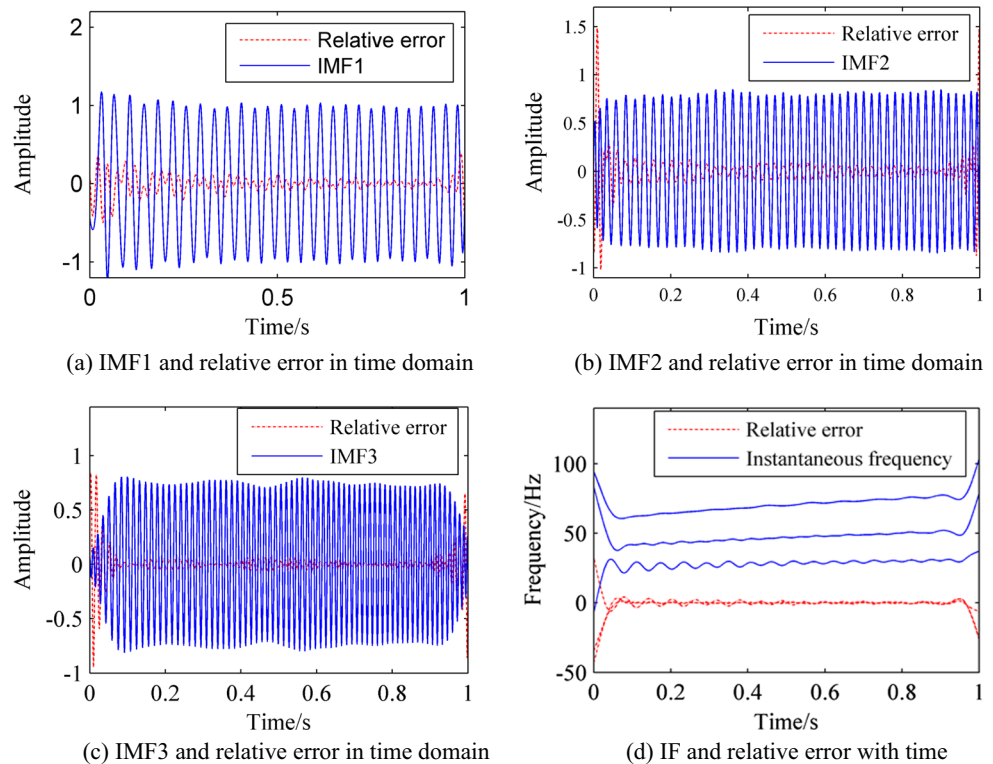 2
1
0
-1
Amplitude
Relative error
IMF1
0
0.5
1
Time/s
(a) IMF1 and relative error in time domain
1.5
1
0.5
0
-0.5
-1
Amplitude
Relative error
IMF2
0
0.2
0.4
0.6
0.8
1
Time/s
(b) IMF2 and relative error in time domain
1
0.5
0
-0.5
-1
Amplitude
Relative error
IMF3
0
0.2
0.4
0.6
0.8
1
Time/s
(c) IMF3 and relative error in time domain
100
50
0
-50
Frequency/Hz
Relative error
Instantaneous frequency
0
0.2
0.4
0.6
0.8
1
Time/s
(d) IF and relative error with time